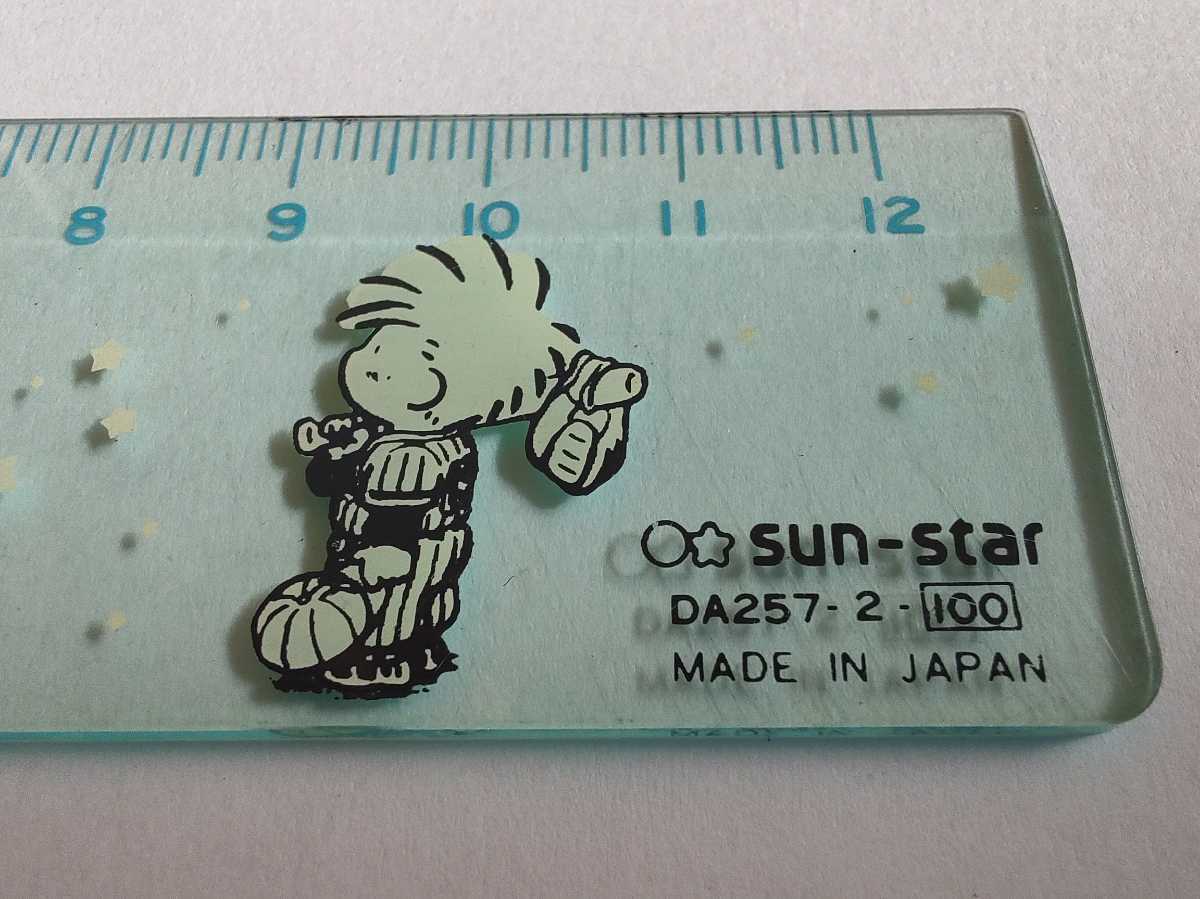 8 9 10 11 12
sun-star
DA257-2-100
MADE IN JAPAN